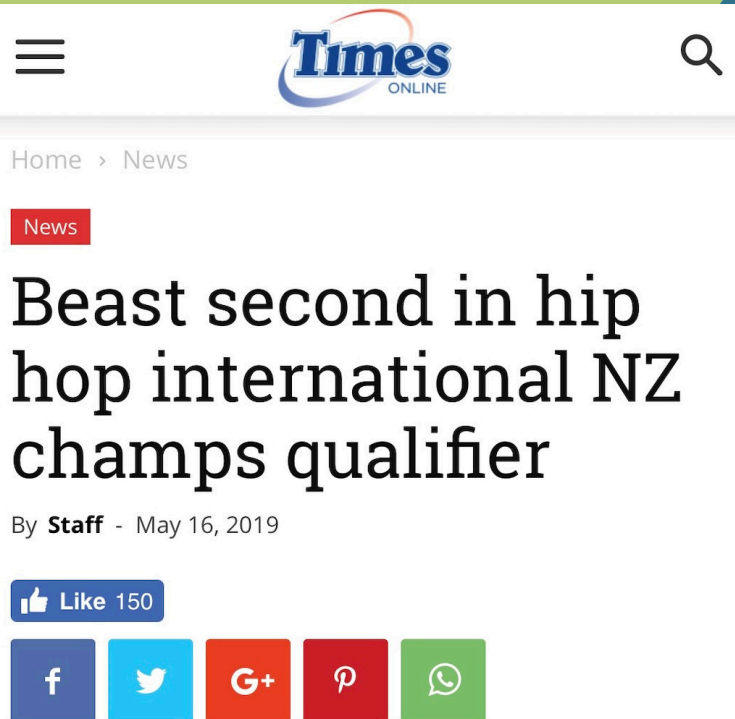 Times
ONLINE
Home › News
News
Beast second in hip
hop international NZ
champs qualifier
By Staff - May 16, 2019
Like 150
f
G+